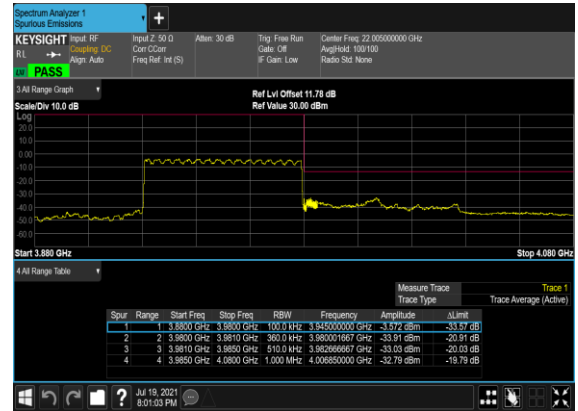 Spectrum Analyzer 1
Spurious Emissions
+
KEYSIGHT Input: RF Input Z: 50 Ω Atten: 30 dB Trig: Free Run Center Freq: 22.005000000 GHz
RL Coupling: DC Corr CCorr Gate: Off Avg|Hold: 100/100
Align: Auto Freq Ref: Int (S) IF Gain: Low Radio Std: None
PASS
3 All Range Graph
Ref Lvl Offset 11.78 dB
Scale/Div 10.0 dB Ref Value 30.00 dBm
Log
20.0
10.0
0.00
-10.0
-20.0
-30.0
-40.0
-50.0
-60.0
Start 3.880 GHz Stop 4.080 GHz
4 All Range Table
Measure Trace Trace 1
Trace Type Trace Average (Active)
Spur Range Start Freq Stop Freq RBW Frequency Amplitude ΔLimit
1 1 3.8800 GHz 3.9800 GHz 100.0 kHz 3.945000000 GHz -3.572 dBm -33.57 dB
2 2 3.9800 GHz 3.9810 GHz 360.0 kHz 3.980001667 GHz -33.91 dBm -20.91 dB
3 3 3.9810 GHz 3.9850 GHz 510.0 kHz 3.982666667 GHz -33.03 dBm -20.03 dB
4 4 3.9850 GHz 4.0800 GHz 1.000 MHz 4.006850000 GHz -32.79 dBm -19.79 dB
? Jul 19, 2021
8:01:03 PM